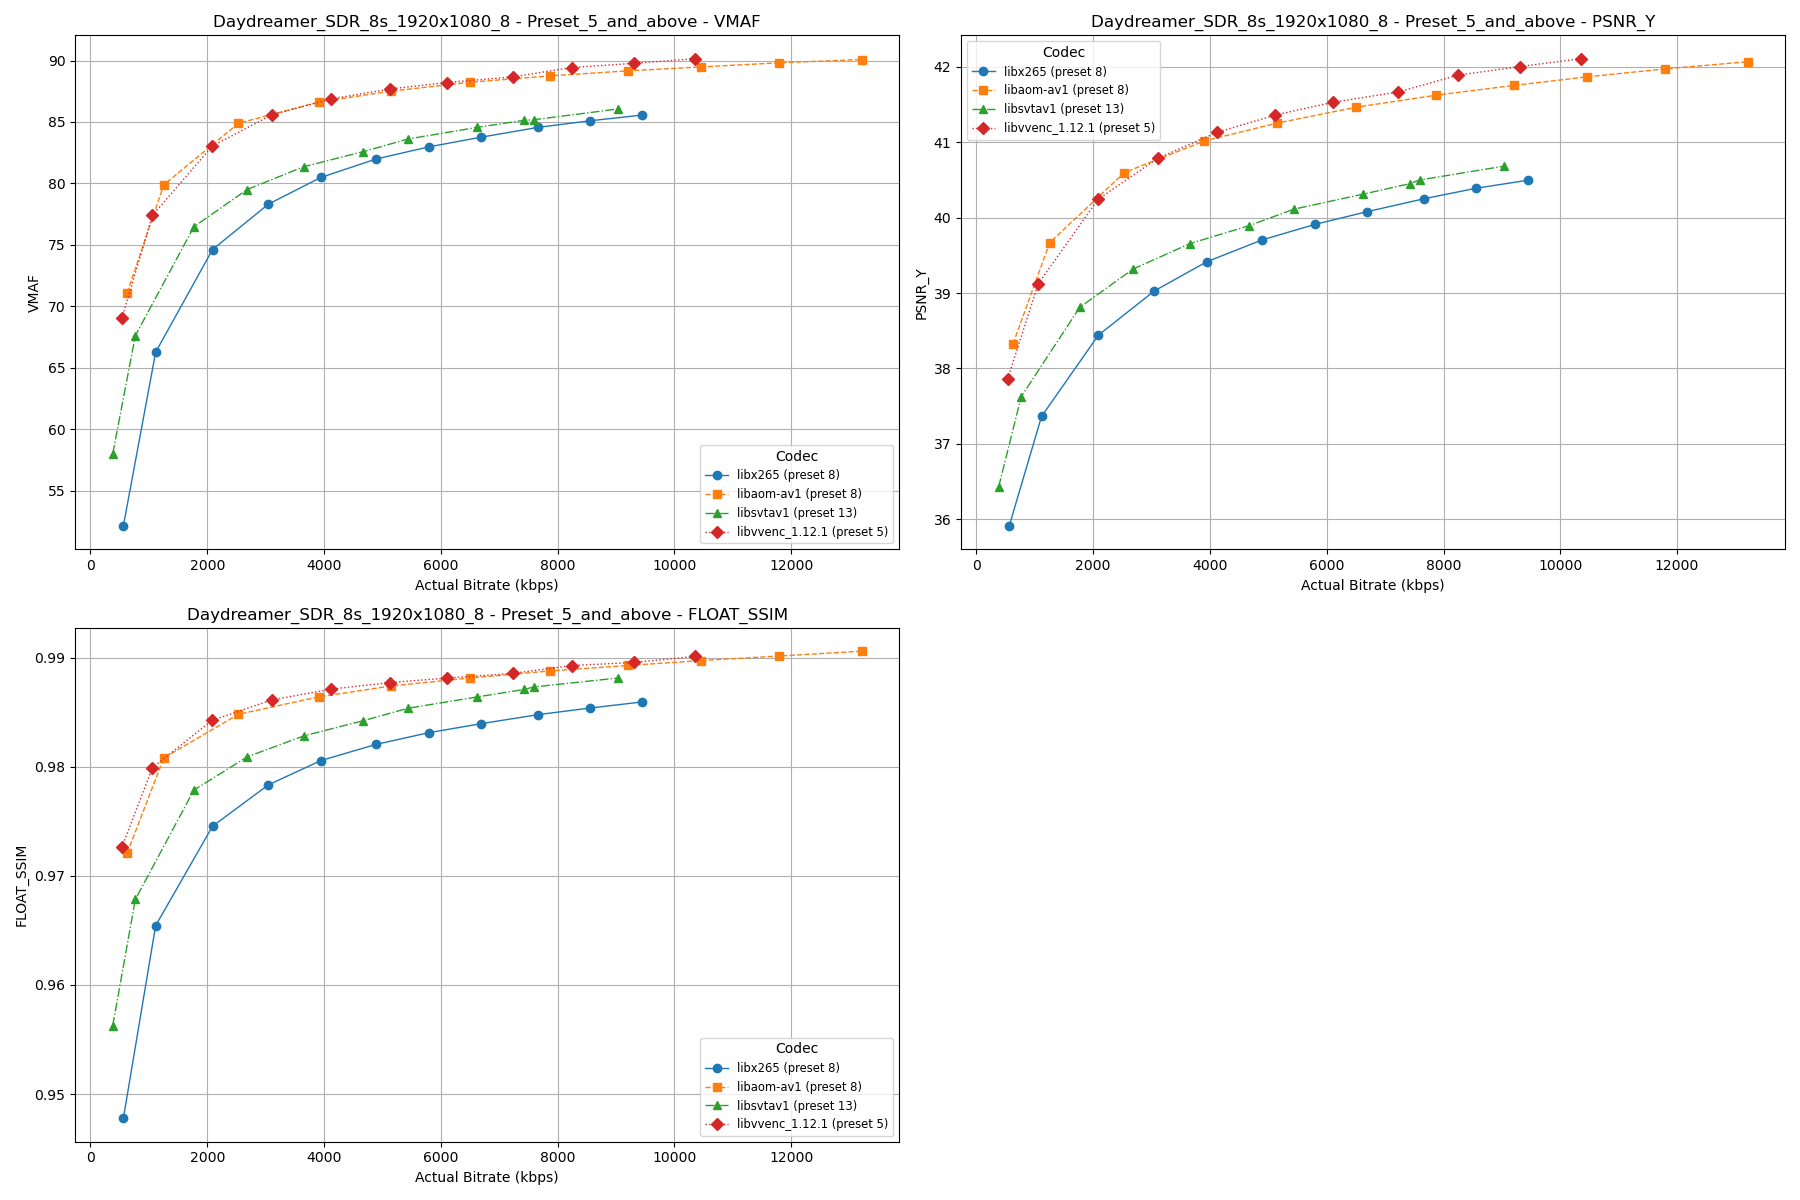 Daydreamer_SDR_8s_1920x1080_8 - Preset_5_and_above - VMAF
VMAF
90
85
80
75
70
65
60
55
0 2000 4000 6000 8000 10000 12000
Actual Bitrate (kbps)
Codec
libx265 (preset 8)
libaom-av1 (preset 8)
libsvtav1 (preset 13)
libvvenc_1.12.1 (preset 5)
Daydreamer_SDR_8s_1920x1080_8 - Preset_5_and_above - PSNR_Y
PSNR_Y
42
41
40
39
38
37
36
0 2000 4000 6000 8000 10000 12000
Actual Bitrate (kbps)
Codec
libx265 (preset 8)
libaom-av1 (preset 8)
libsvtav1 (preset 13)
libvvenc_1.12.1 (preset 5)
Daydreamer_SDR_8s_1920x1080_8 - Preset_5_and_above - FLOAT_SSIM
FLOAT_SSIM
0.99
0.98
0.97
0.96
0.95
0 2000 4000 6000 8000 10000 12000
Actual Bitrate (kbps)
Codec
libx265 (preset 8)
libaom-av1 (preset 8)
libsvtav1 (preset 13)
libvvenc_1.12.1 (preset 5)